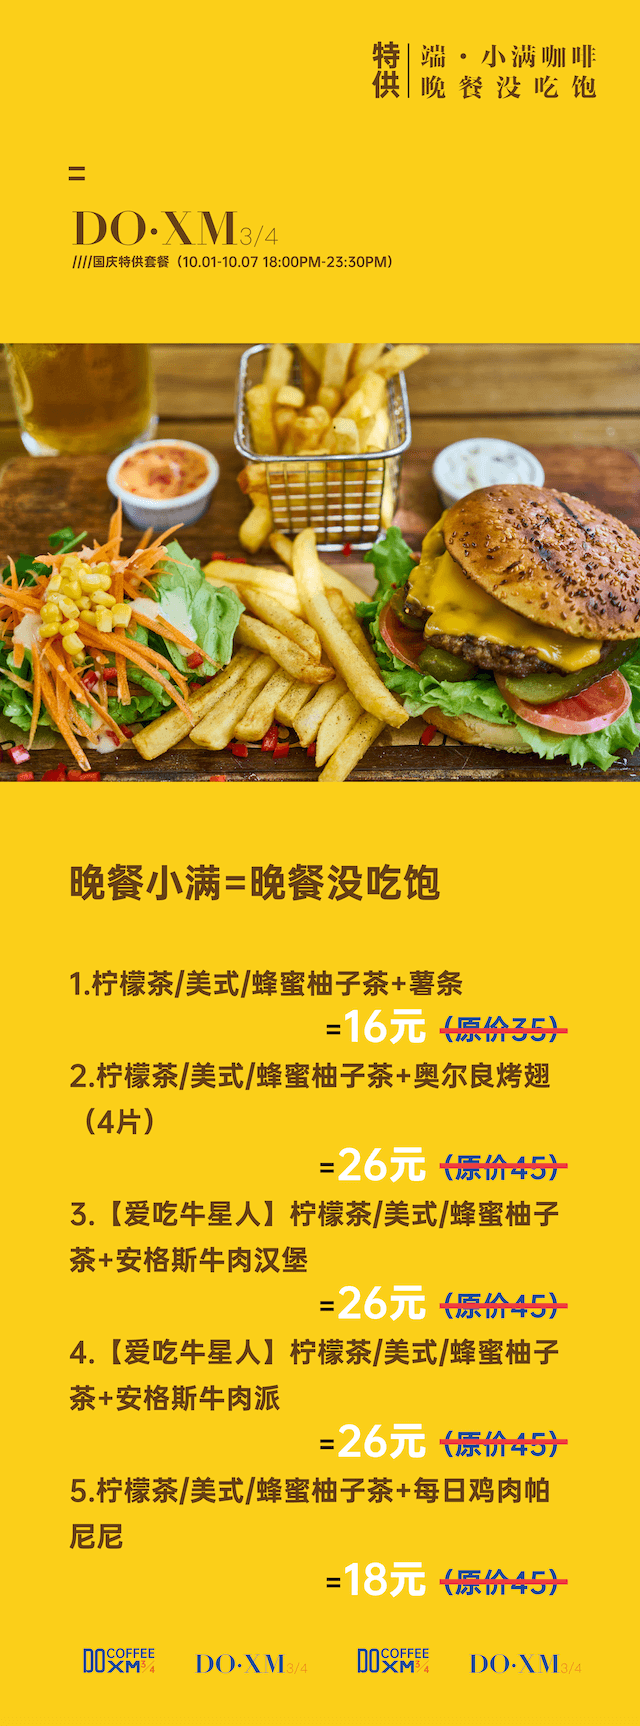 特供
端·小满咖啡
晚餐没吃饱
=
DO·XM3/4
////国庆特供套餐（10.01-10.07 18:00PM-23:30PM）
晚餐小满=晚餐没吃饱
1.柠檬茶/美式/蜂蜜柚子茶+薯条
=16元（原价35）
2.柠檬茶/美式/蜂蜜柚子茶+奥尔良烤翅
（4片）
=26元（原价45）
3.【爱吃牛星人】柠檬茶/美式/蜂蜜柚子
茶+安格斯牛肉汉堡
=26元（原价45）
4.【爱吃牛星人】柠檬茶/美式/蜂蜜柚子
茶+安格斯牛肉派
=26元（原价45）
5.柠檬茶/美式/蜂蜜柚子茶+每日鸡肉帕
尼尼
=18元（原价45）
DO COFFEE XM 3/4
DO·XM3/4
DO COFFEE XM 3/4
DO·XM3/4